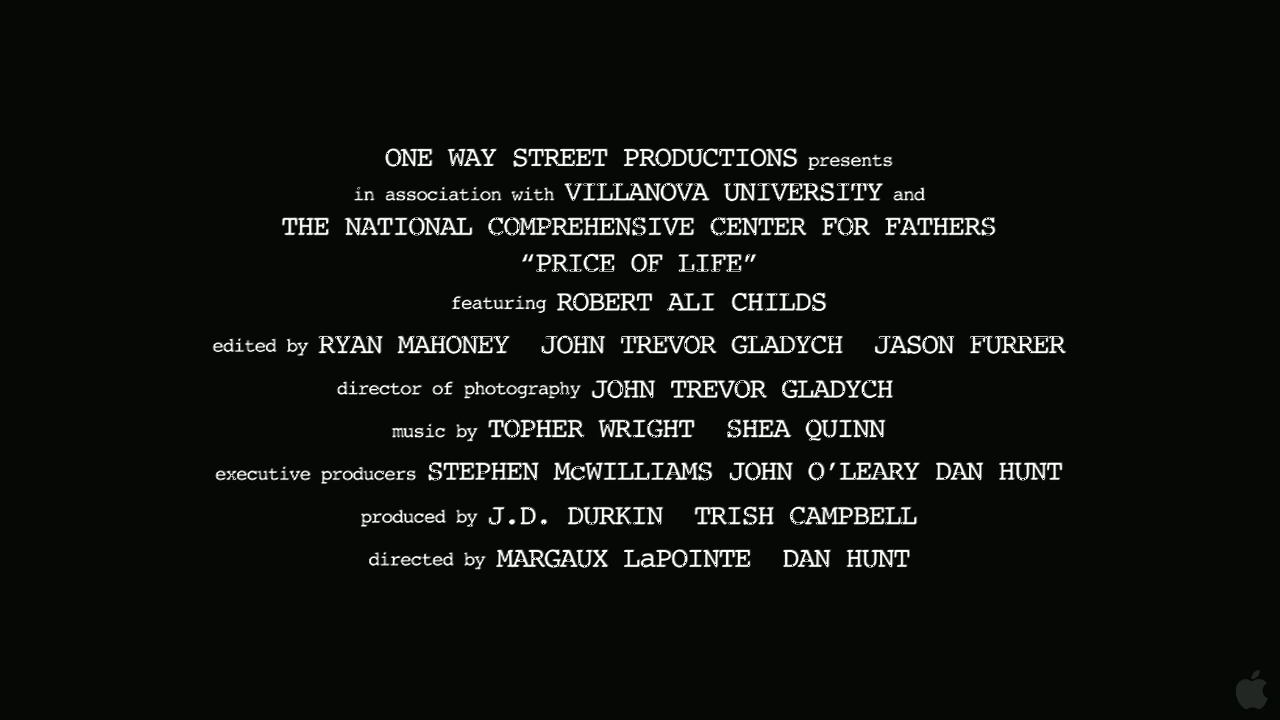 ONE WAY STREET PRODUCTIONS presents
in association with VILLANOVA UNIVERSITY and
THE NATIONAL COMPREHENSIVE CENTER FOR FATHERS
“PRICE OF LIFE”
featuring ROBERT ALI CHILDS
edited by RYAN MAHONEY JOHN TREVOR GLADYCH JASON FURRER
director of photography JOHN TREVOR GLADYCH
music by TOPHER WRIGHT SHEA QUINN
executive producers STEPHEN McWILLIAMS JOHN O’LEARY DAN HUNT
produced by J.D. DURKIN TRISH CAMPBELL
directed by MARGAUX LaPOINTE DAN HUNT